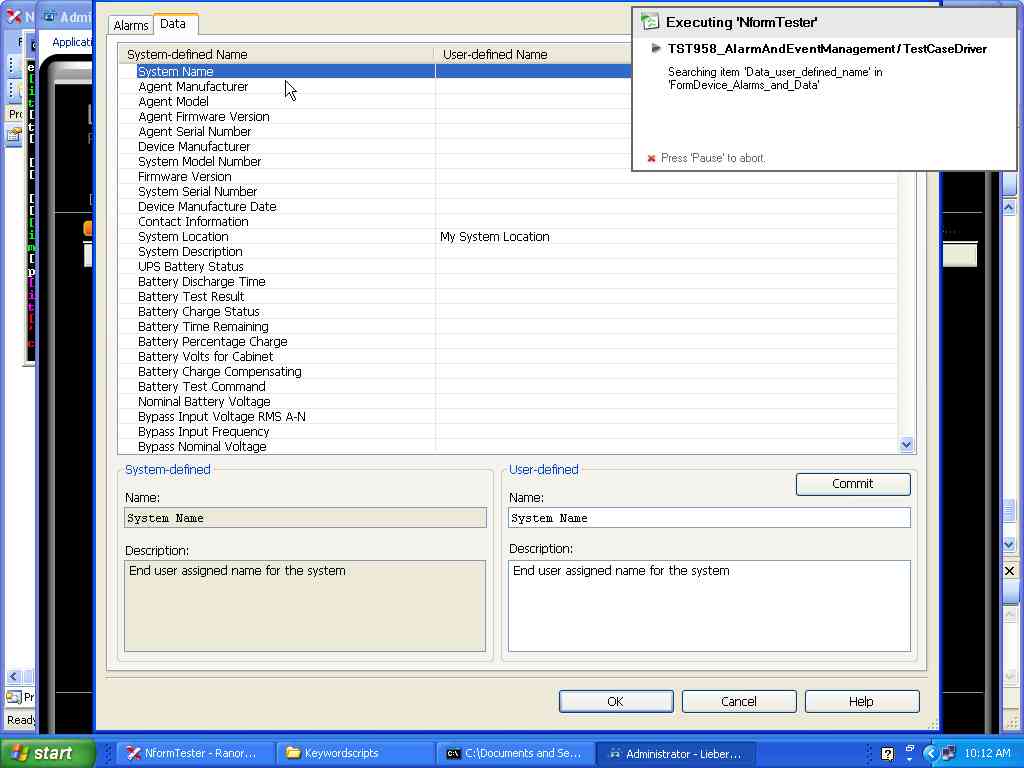 Executing 'NformTester'
TST958_AlarmAndEventManagement/TestCaseDriver
Searching item 'Data_user_defined_name' in
'FormDevice_Alarms_and_Data'
Press 'Pause' to abort.
Alarms
Data
System-defined Name
User-defined Name
System Name
Agent Manufacturer
Agent Model
Agent Firmware Version
Agent Serial Number
Device Manufacturer
System Model Number
Firmware Version
System Serial Number
Device Manufacture Date
Contact Information
System Location
My System Location
System Description
UPS Battery Status
Battery Discharge Time
Battery Test Result
Battery Charge Status
Battery Time Remaining
Battery Percentage Charge
Battery Volts for Cabinet
Battery Charge Compensating
Battery Test Command
Nominal Battery Voltage
Bypass Input Voltage RMS A-N
Bypass Input Frequency
Bypass Nominal Voltage
System-defined
Name:
System Name
Description:
End user assigned name for the system
User-defined
Commit
Name:
System Name
Description:
End user assigned name for the system
OK
Cancel
Help
start
NformTester - Ranor...
Keywordscripts
C:\Documents and Se...
Administrator - Lieber...
10:12 AM